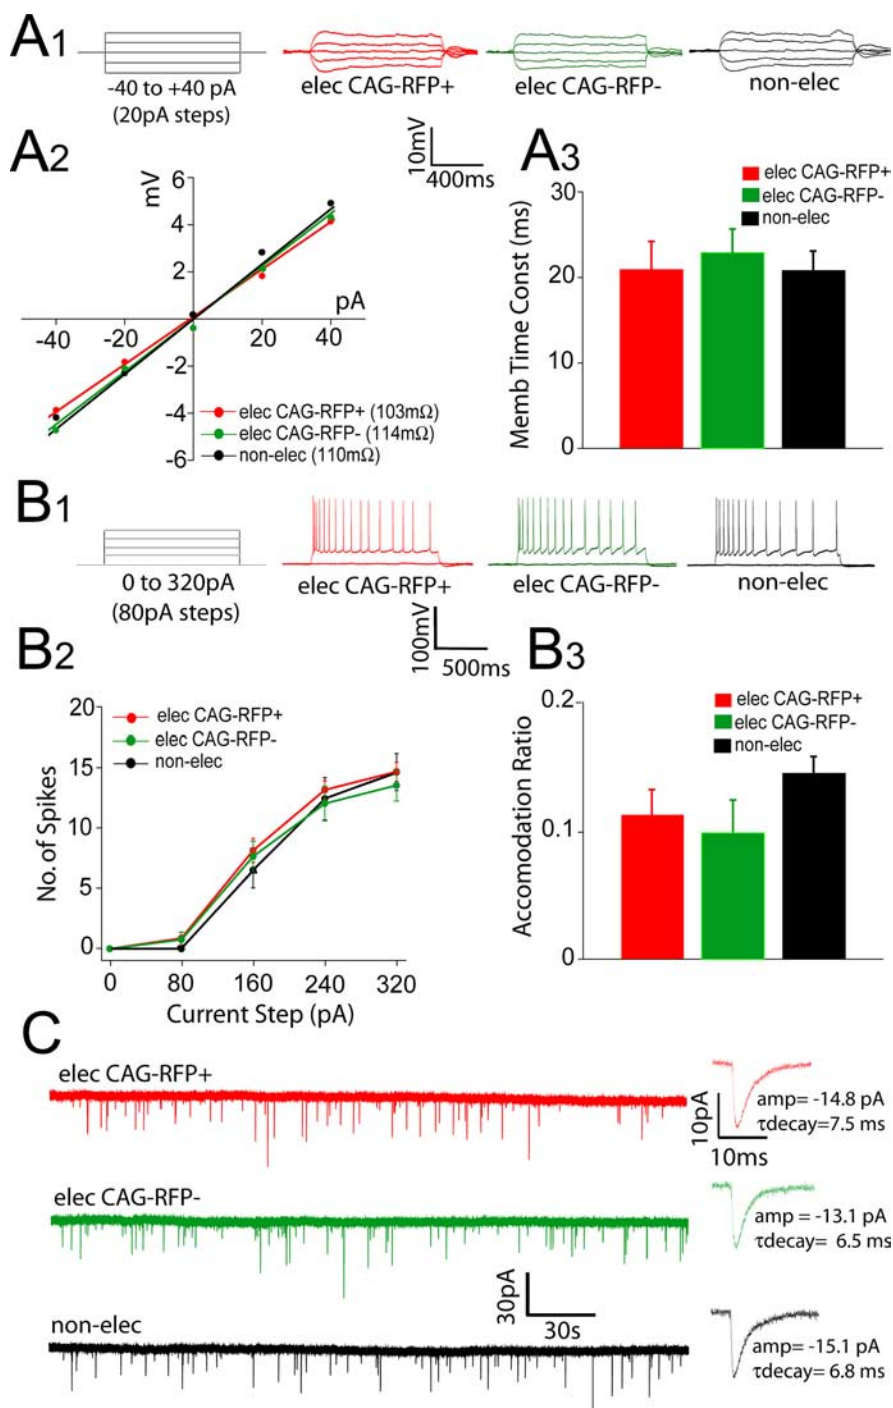 A1
-40 to +40 pA
(20pA steps)
elec CAG-RFP+
elec CAG-RFP-
non-elec
A2
10mV
400ms
mV
6
4
2
pA
-40
-20
20
40
-2
-4
-6
elec CAG-RFP+ (103mΩ)
elec CAG-RFP- (114mΩ)
non-elec (110mΩ)
A3
elec CAG-RFP+
elec CAG-RFP-
non-elec
Memb Time Const (ms)
30
20
10
0
B1
0 to 320pA
(80pA steps)
elec CAG-RFP+
elec CAG-RFP-
non-elec
100mV
500ms
B2
elec CAG-RFP+
elec CAG-RFP-
non-elec
No. of Spikes
20
15
10
5
0
0
80
160
240
320
Current Step (pA)
B3
elec CAG-RFP+
elec CAG-RFP-
non-elec
Accomodation Ratio
0.2
0.1
0
C
elec CAG-RFP+
10pA
10ms
amp= -14.8 pA
τdecay=7.5 ms
elec CAG-RFP-
amp = -13.1 pA
τdecay= 6.5 ms
30pA
30s
non-elec
amp= -15.1 pA
τdecay= 6.8 ms